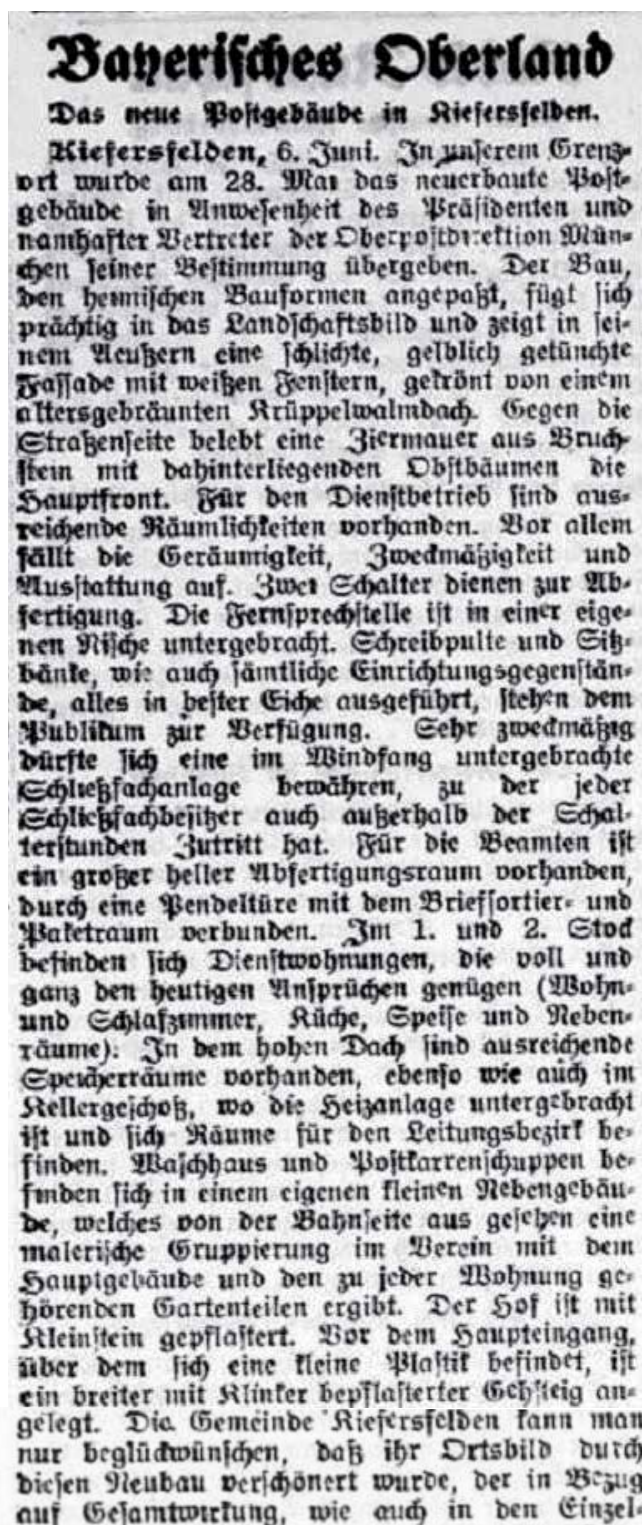 Bayerisches Oberland
Das neue Postgebäude in Kiefersfelden.
Kiefersfelden, 6. Juni. In unserem Grenz-
ort wurde am 28. Mai das neuerbaute Post-
gebäude in Anwesenheit des Präsidenten und
namhafter Vertreter der Oberpostdirektion Mün-
chen seiner Bestimmung übergeben. Der Bau,
den heimischen Bauformen angepaßt, fügt sich
prächtig in das Landschaftsbild und zeigt in sei-
nem Aeußern eine schlichte, gelblich getünchte
Fassade mit weißen Fenstern, gekrönt von einem
altersgebräunten Krüppelwalmdach. Gegen die
Straßenseite belebt eine Ziermauer aus Bruch-
stein mit dahinterliegenden Obstbäumen die
Hauptfront. Für den Dienstbetrieb sind aus-
reichende Räumlichkeiten vorhanden. Vor allem
fällt die Geräumigkeit, Zweckmäßigkeit und
Ausstattung auf. Zwei Schalter dienen zur Ab-
fertigung. Die Fernsprechstelle ist in einer eige-
nen Nische untergebracht. Schreibpulte und Sitz-
bänke, wie auch sämtliche Einrichtungsgegenstän-
de, alles in bester Eiche ausgeführt, stehen dem
Publikum zur Verfügung. Sehr zweckmäßig
dürfte sich eine im Windfang untergebrachte
Schließfachanlage bewähren, zu der jeder
Schließfachbesitzer auch außerhalb der Schal-
terstunden Zutritt hat. Für die Beamten ist
ein großer heller Abfertigungsraum vorhanden,
durch eine Pendeltüre mit dem Briefsortier- und
Paketraum verbunden. Im 1. und 2. Stock
befinden sich Dienstwohnungen, die voll und
ganz den heutigen Ansprüchen genügen (Wohn-
und Schlafzimmer, Küche, Speise und Neben-
räume). In dem hohen Dach sind ausreichende
Speicherräume vorhanden, ebenso wie auch im
Kellergeschoß, wo die Heizanlage untergebracht
ist und sich Räume für den Leitungsbezirk be-
finden. Waschhaus und Postkarrenschuppen be-
finden sich in einem eigenen kleinen Nebengebäu-
de, welches von der Bahnseite aus gesehen eine
malerische Gruppierung im Verein mit dem
Hauptgebäude und den zu jeder Wohnung ge-
hörenden Gartenteilen ergibt. Der Hof ist mit
Kleinstein gepflastert. Vor dem Haupteingang,
über dem sich eine kleine Plastik befindet, ist
ein breiter mit Klinker bepflasterter Gehsteig an-
gelegt. Die Gemeinde Kiefersfelden kann man
nur beglückwünschen, daß ihr Ortsbild durch
diesen Neubau verschönert wurde, der in Bezug
auf Gesamtwirkung, wie auch in den Einzel-